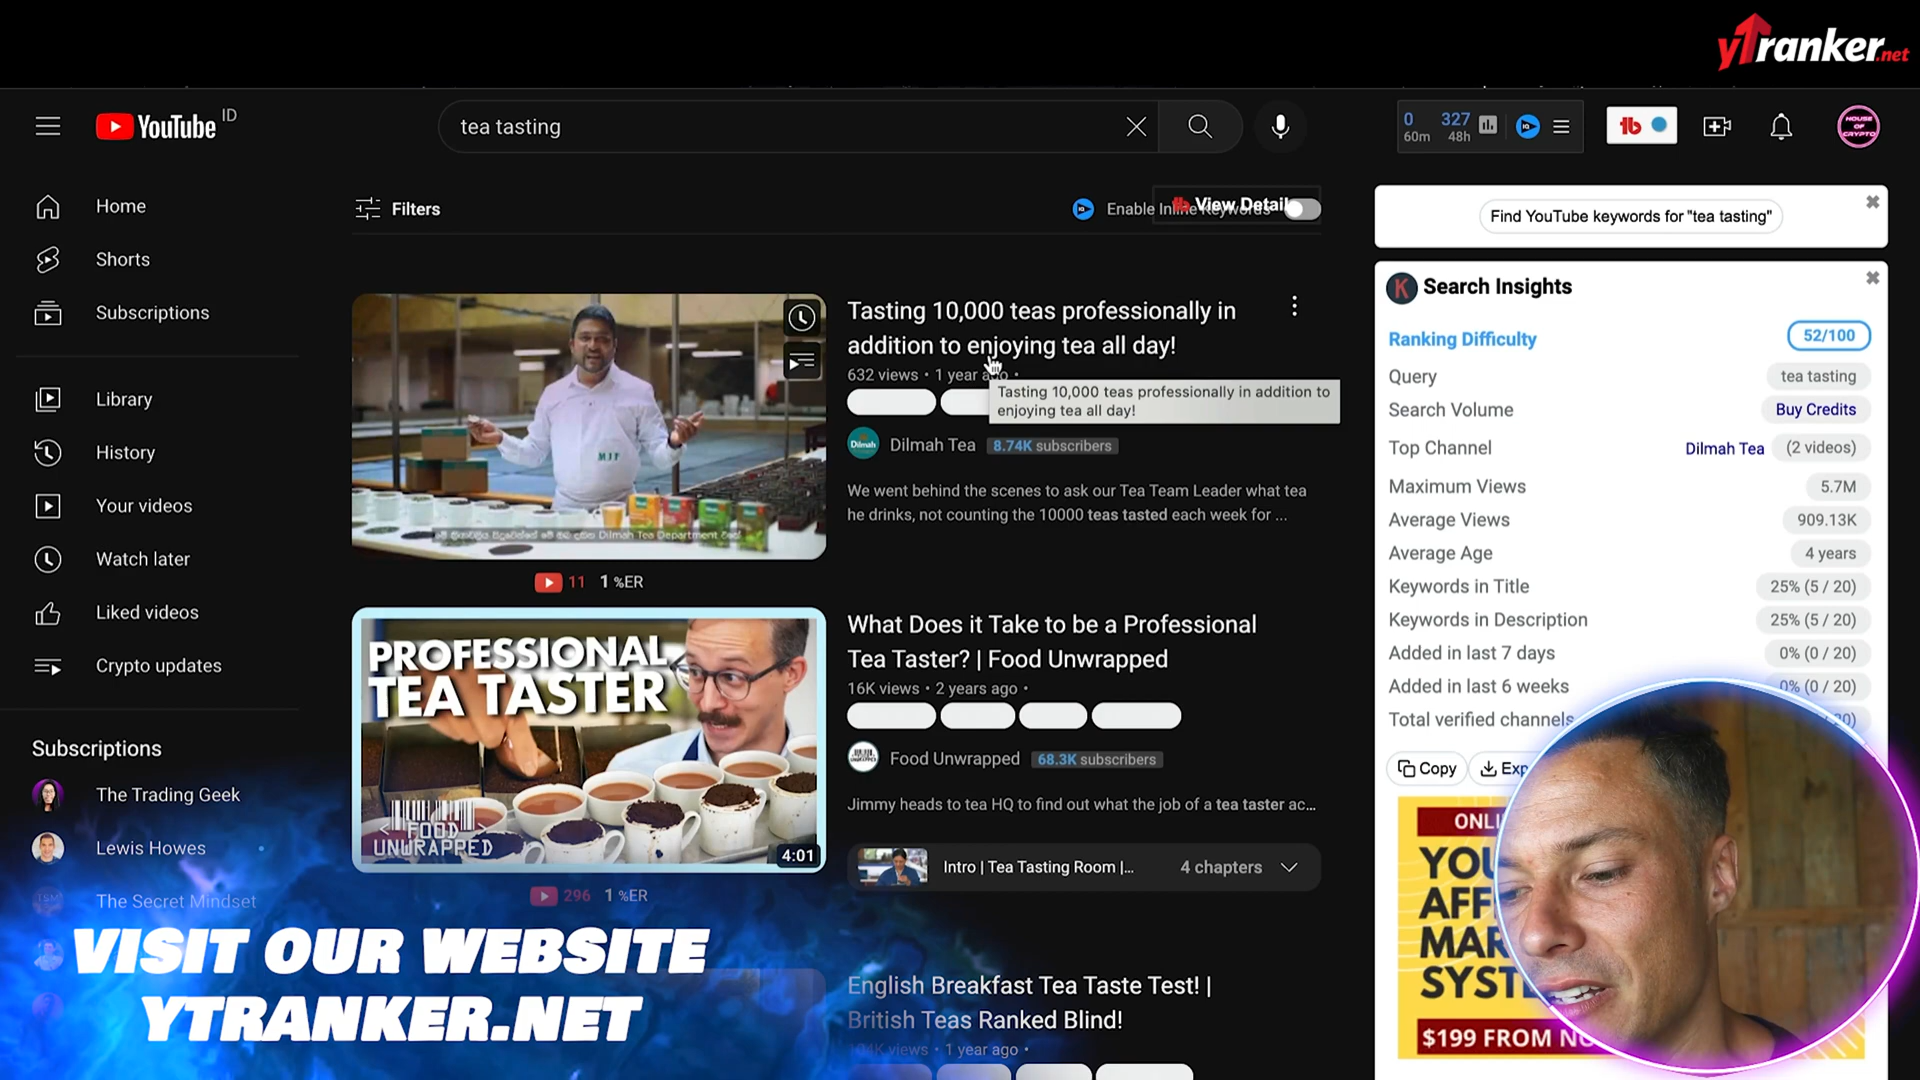 yTranker.net
YouTube ID
tea tasting
0
60m
327
48h
Home
Shorts
Subscriptions
Library
History
Your videos
Watch later
Liked videos
Crypto updates
Subscriptions
The Trading Geek
Lewis Howes
The Secret Mindset
Filters
Enable Inline Keywords
View Detail
Tasting 10,000 teas professionally in
addition to enjoying tea all day!
632 views • 1 year ago •
Tasting 10,000 teas professionally in addition to
enjoying tea all day!
Dilmah Tea 8.74K subscribers
We went behind the scenes to ask our Tea Team Leader what tea
he drinks, not counting the 10000 teas tasted each week for ...
MJF
11 1 %ER
PROFESSIONAL
TEA TASTER
FOOD
UNWRAPPED
4:01
What Does it Take to be a Professional
Tea Taster? | Food Unwrapped
16K views • 2 years ago •
Food Unwrapped 68.3K subscribers
Jimmy heads to tea HQ to find out what the job of a tea taster ac...
Intro | Tea Tasting Room |... 4 chapters
296 1 %ER
English Breakfast Tea Taste Test! |
British Teas Ranked Blind!
views • 1 year ago •
HOUSE
OF
CRYPTO
Find YouTube keywords for "tea tasting"
K Search Insights
Ranking Difficulty 52/100
Query tea tasting
Search Volume Buy Credits
Top Channel Dilmah Tea (2 videos)
Maximum Views 5.7M
Average Views 909.13K
Average Age 4 years
Keywords in Title 25% (5 / 20)
Keywords in Description 25% (5 / 20)
Added in last 7 days 0% (0 / 20)
Added in last 6 weeks 0% (0 / 20)
Total verified channels
Copy
$199 FROM
VISIT OUR WEBSITE
YTRANKER.NET